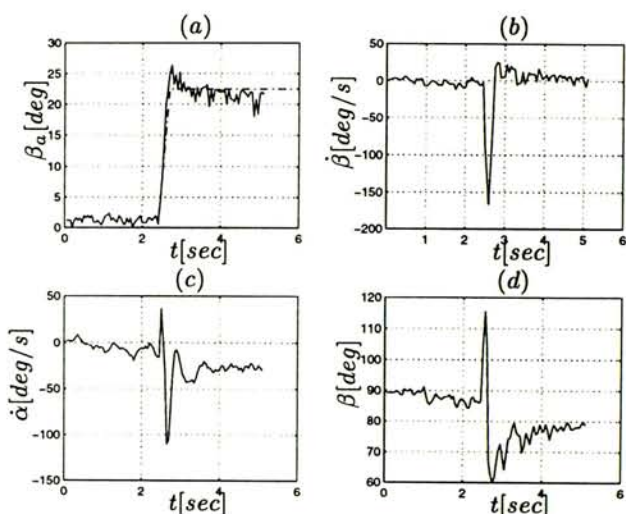 (a)
30
25
20
15
10
5
0
βa[deg]
0 2 4 6
t[sec]
(b)
50
0
−50
−100
−150
−200
β̇[deg/s]
1 2 3 4 5 6
t[sec]
(c)
50
0
−50
−100
−150
α̇[deg/s]
0 2 4 6
t[sec]
(d)
120
110
100
90
80
70
60
β[deg]
0 2 4 6
t[sec]